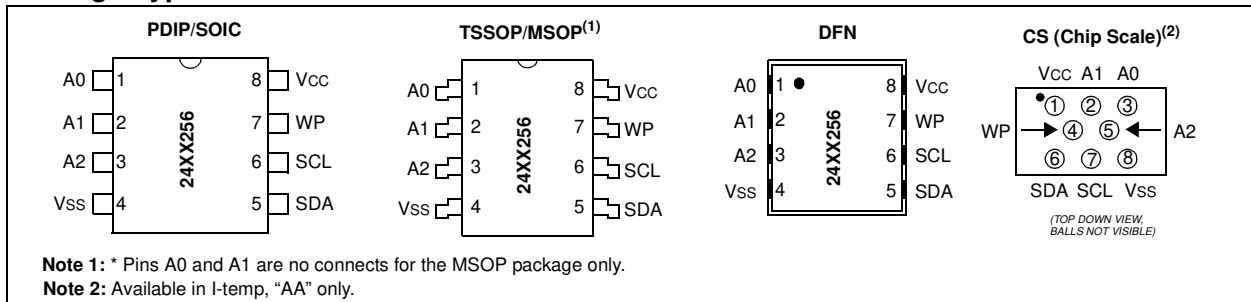 PDIP/SOIC
A0 1 8 Vcc
A1 2 7 WP
A2 3 6 SCL
Vss 4 5 SDA
24XX256
TSSOP/MSOP(1)
A0 1 8 Vcc
A1 2 7 WP
A2 3 6 SCL
Vss 4 5 SDA
24XX256
DFN
A0 1 8 Vcc
A1 2 7 WP
A2 3 6 SCL
Vss 4 5 SDA
24XX256
CS (Chip Scale)(2)
Vcc A1 A0
1 2 3
WP 4 5 A2
6 7 8
SDA SCL Vss
(TOP DOWN VIEW,
BALLS NOT VISIBLE)
Note 1: * Pins A0 and A1 are no connects for the MSOP package only.
Note 2: Available in I-temp, “AA” only.